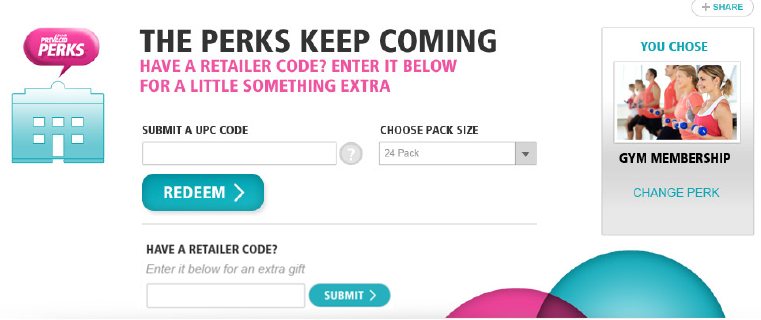 + SHARE
PERKS
THE PERKS KEEP COMING
HAVE A RETAILER CODE? ENTER IT BELOW
FOR A LITTLE SOMETHING EXTRA
SUBMIT A UPC CODE
CHOOSE PACK SIZE
?
24 Pack
REDEEM
HAVE A RETAILER CODE?
Enter it below for an extra gift
SUBMIT
YOU CHOSE
GYM MEMBERSHIP
CHANGE PERK